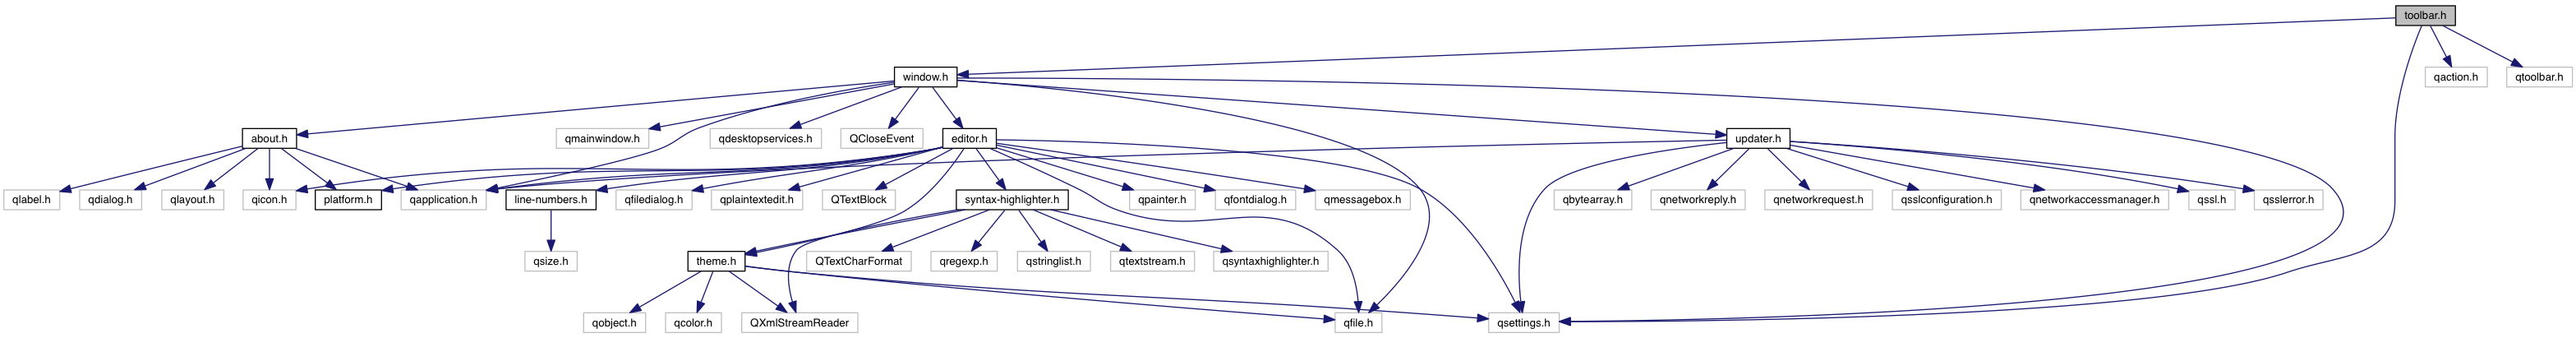 toolbar.h
window.h
qaction.h
qtoolbar.h
about.h
qmainwindow.h
qdesktopservices.h
QCloseEvent
editor.h
updater.h
qlabel.h
qdialog.h
qlayout.h
qicon.h
platform.h
qapplication.h
line-numbers.h
qfiledialog.h
qplaintextedit.h
QTextBlock
syntax-highlighter.h
qpainter.h
qfontdialog.h
qmessagebox.h
qbytearray.h
qnetworkreply.h
qnetworkrequest.h
qsslconfiguration.h
qnetworkaccessmanager.h
qssl.h
qsslerror.h
qsize.h
theme.h
QTextCharFormat
qregexp.h
qstringlist.h
qtextstream.h
qsyntaxhighlighter.h
qobject.h
qcolor.h
QXmlStreamReader
qfile.h
qsettings.h